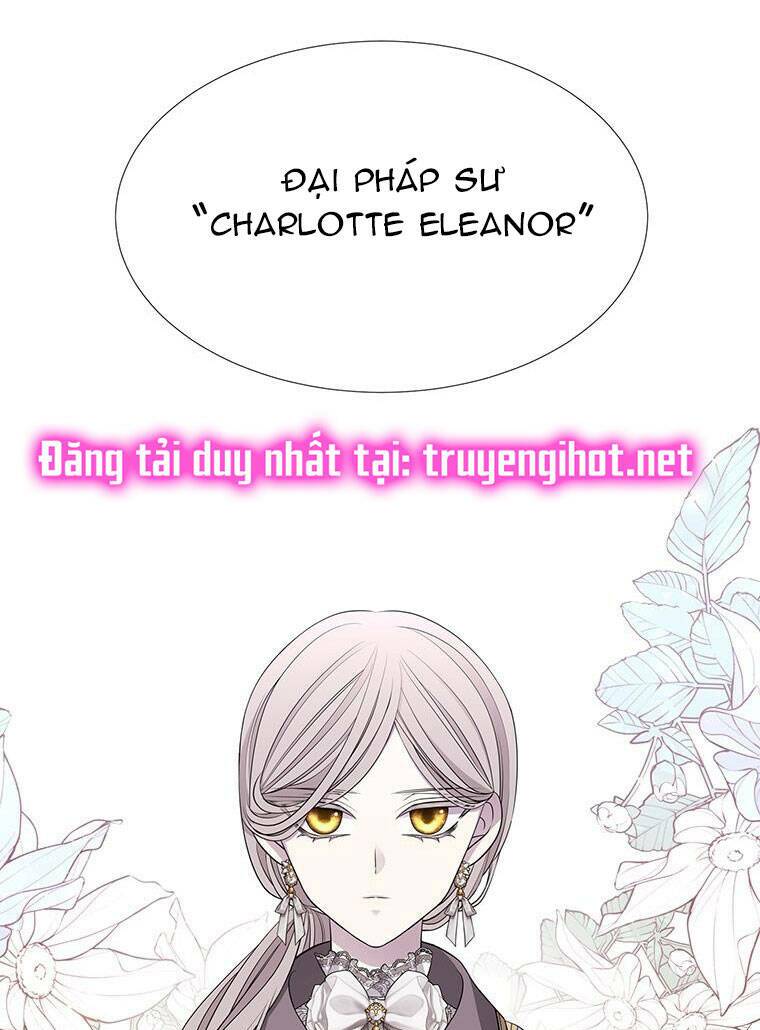 ĐẠI PHÁP SƯ
"CHARLOTTE ELEANOR"
Đăng tải duy nhất tại: truyengihot.net